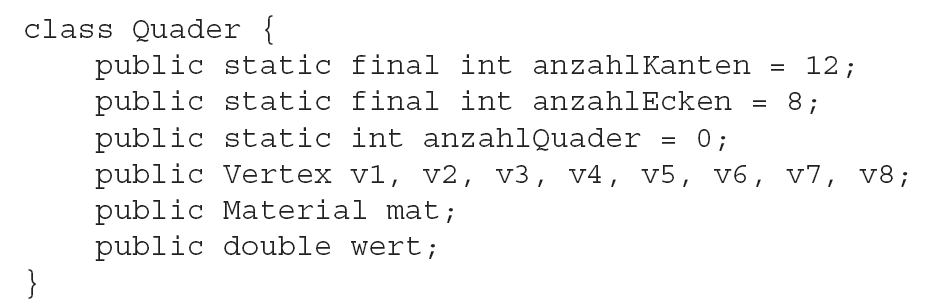 class Quader {
    public static final int anzahlKanten = 12;
    public static final int anzahlEcken = 8;
    public static int anzahlQuader = 0;
    public Vertex v1, v2, v3, v4, v5, v6, v7, v8;
    public Material mat;
    public double wert;
}